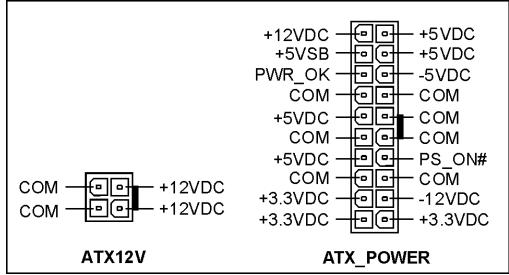 +12VDC +5VDC
+5VSB +5VDC
PWR_OK -5VDC
COM COM
+5VDC COM
COM COM
+5VDC PS_ON#
COM COM
+3.3VDC -12VDC
+3.3VDC +3.3VDC
COM +12VDC
COM +12VDC
ATX12V ATX_POWER